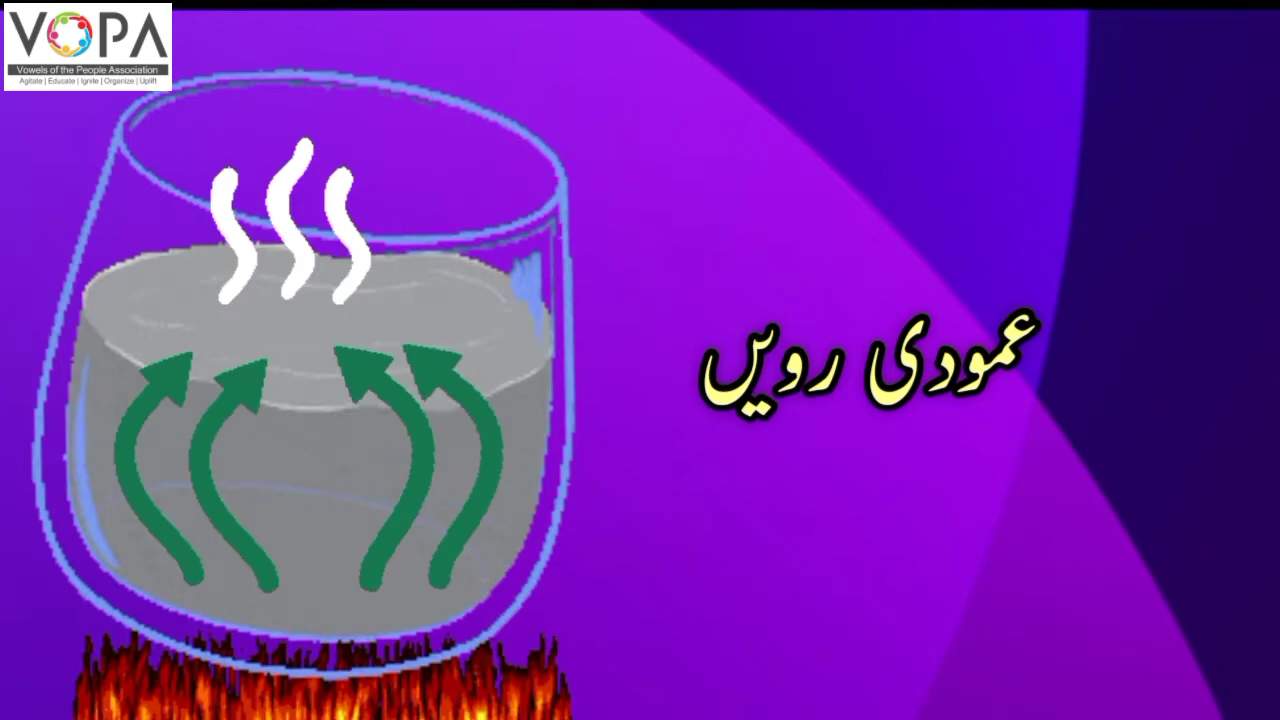 VOPA
Vowels of the People Association
Agitate | Educate | Ignite | Organize | Uplift
عمودی رویں